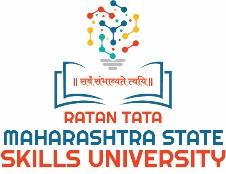 ॥ सर्वं संभाव्यते त्वयि ॥
RATAN TATA
MAHARASHTRA STATE
SKILLS UNIVERSITY